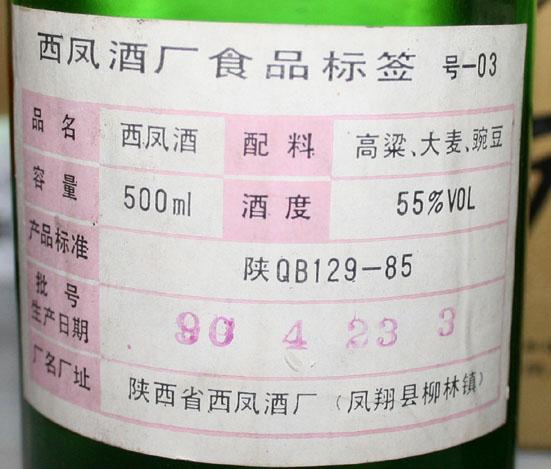 西凤酒厂食品标签 号-03
品名 西凤酒 配料 高粱、大麦、豌豆
容量 500ml 酒度 55%VOL
产品标准 陕QB129-85
批号
生产日期 90 4 23 3
厂名厂址 陕西省西凤酒厂（凤翔县柳林镇）